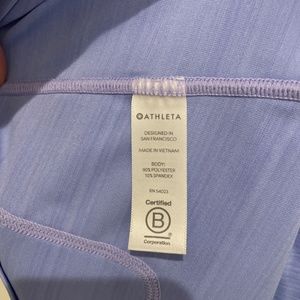 ATHLETA
DESIGNED IN
SAN FRANCISCO
MADE IN VIETNAM
BODY:
90% POLYESTER
10% SPANDEX
RN 54023
Certified
B
Corporation